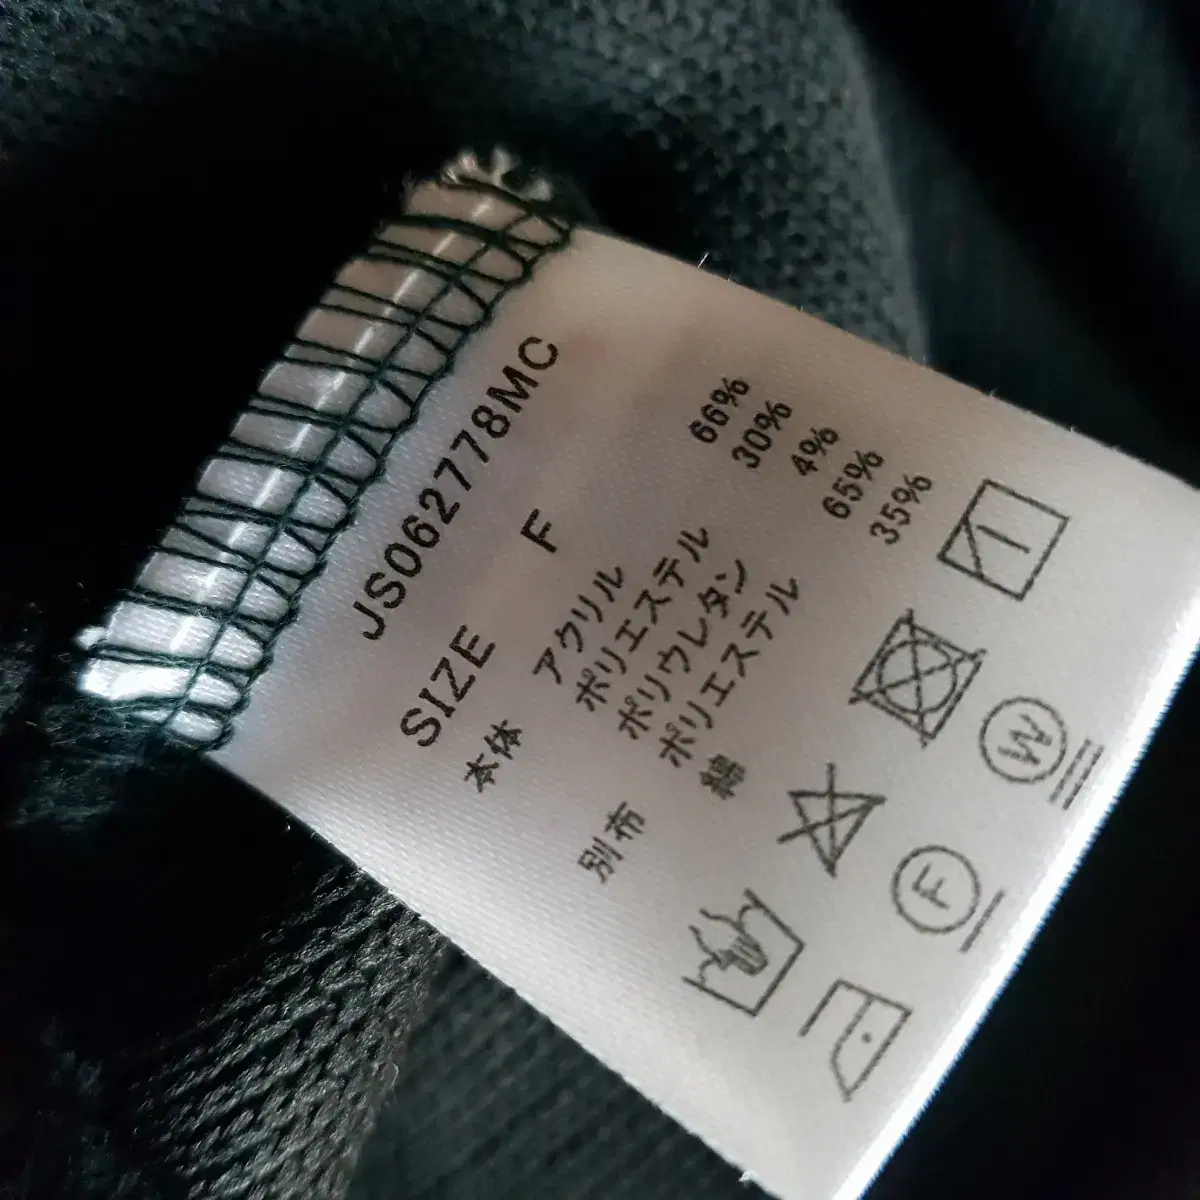 JS062778MC
SIZE F
本体 アクリル 66%
ポリエステル 30%
ポリウレタン 4%
別布 ポリエステル 65%
綿 35%
M
F